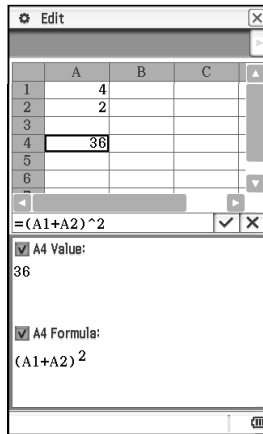 Edit
A B C
1 4
2 2
3
4 36
5
6
=(A1+A2)^2
A4 Value:
36
A4 Formula:
(A1+A2)²